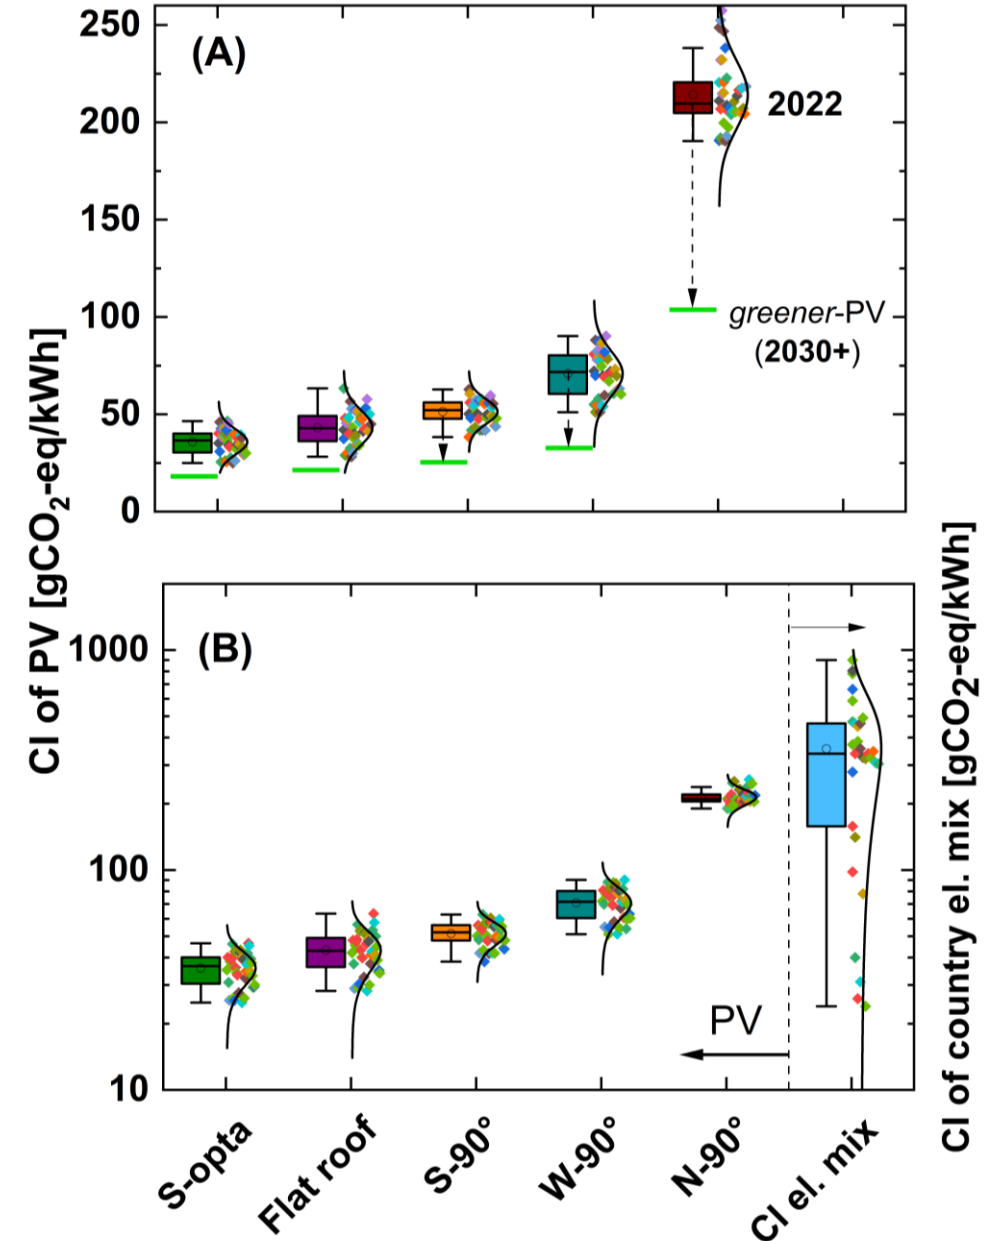 CI of PV [gCO₂-eq/kWh]
CI of country el. mix [gCO₂-eq/kWh]
(A)
250
200
150
100
50
0
2022
greener-PV
(2030+)
(B)
1000
100
10
PV
S-opta
Flat roof
S-90°
W-90°
N-90°
CI el. mix